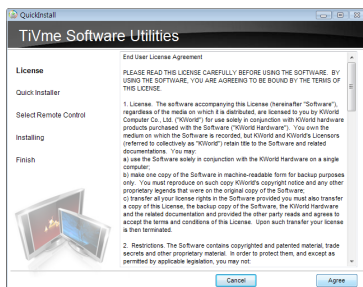 QuickInstall
TiVme Software Utilities
License
Quick Installer
Select Remote Control
Installing
Finish
End User License Agreement
PLEASE READ THIS LICENSE CAREFULLY BEFORE USING THE SOFTWARE. BY
USING THE SOFTWARE, YOU ARE AGREEING TO BE BOUND BY THE TERMS OF
THIS LICENSE.
1. License. The software accompanying this License (hereinafter "Software"),
regardless of the media on which it is distributed, are licensed to you by KWorld
Computer Co., Ltd. ("KWorld") for use solely in conjunction with KWorld hardware
products purchased with the Software ("KWorld Hardware"). You own the
medium on which the Software is recorded, but KWorld and KWorld's Licensors
(referred to collectively as "KWorld") retain title to the Software and related
documentations. You may:
a) use the Software solely in conjunction with the KWorld Hardware on a single
computer;
b) make one copy of the Software in machine-readable form for backup purposes
only. You must reproduce on such copy KWorld's copyright notice and any other
proprietary legends that were on the original copy of the Software;
c) transfer all your license rights in the Software provided you must also transfer
a copy of this License, the backup copy of the Software, the KWorld Hardware
and the related documentation and provided the other party reads and agrees to
accept the terms and conditions of this License. Upon such transfer your license
is then terminated.
2. Restrictions. The Software contains copyrighted and patented material, trade
secrets and other proprietary material. In order to protect them, and except as
permitted by applicable legislation, you may not:
Cancel
Agree